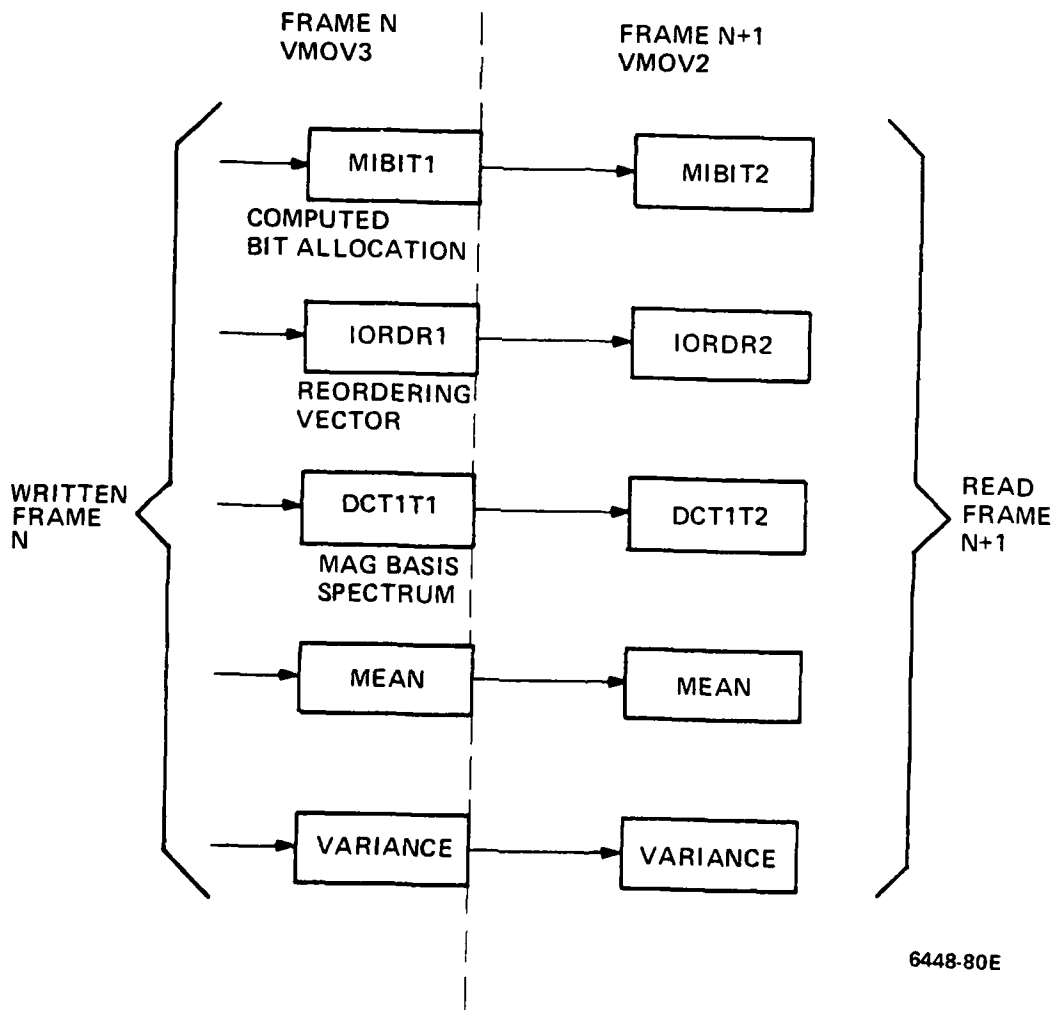 FRAME N
VMOV3
FRAME N+1
VMOV2
MIBIT1
MIBIT2
COMPUTED
BIT ALLOCATION
IORDR1
IORDR2
REORDERING
VECTOR
WRITTEN
FRAME
N
DCT1T1
DCT1T2
READ
FRAME
N+1
MAG BASIS
SPECTRUM
MEAN
MEAN
VARIANCE
VARIANCE
6448-80E